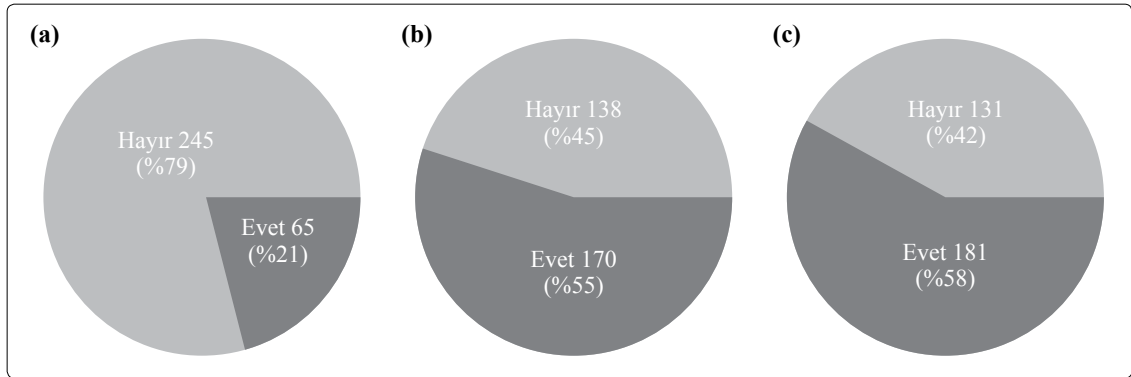 (a)
Hayır 245
(%79)
Evet 65
(%21)
(b)
Hayır 138
(%45)
Evet 170
(%55)
(c)
Hayır 131
(%42)
Evet 181
(%58)